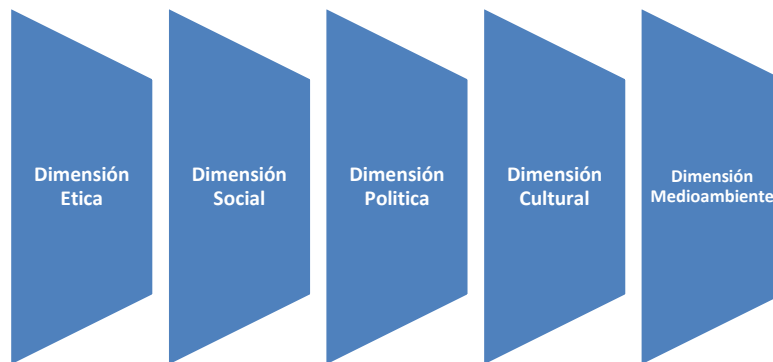 Dimensión
Etica
Dimensión
Social
Dimensión
Politica
Dimensión
Cultural
Dimensión
Medioambiente